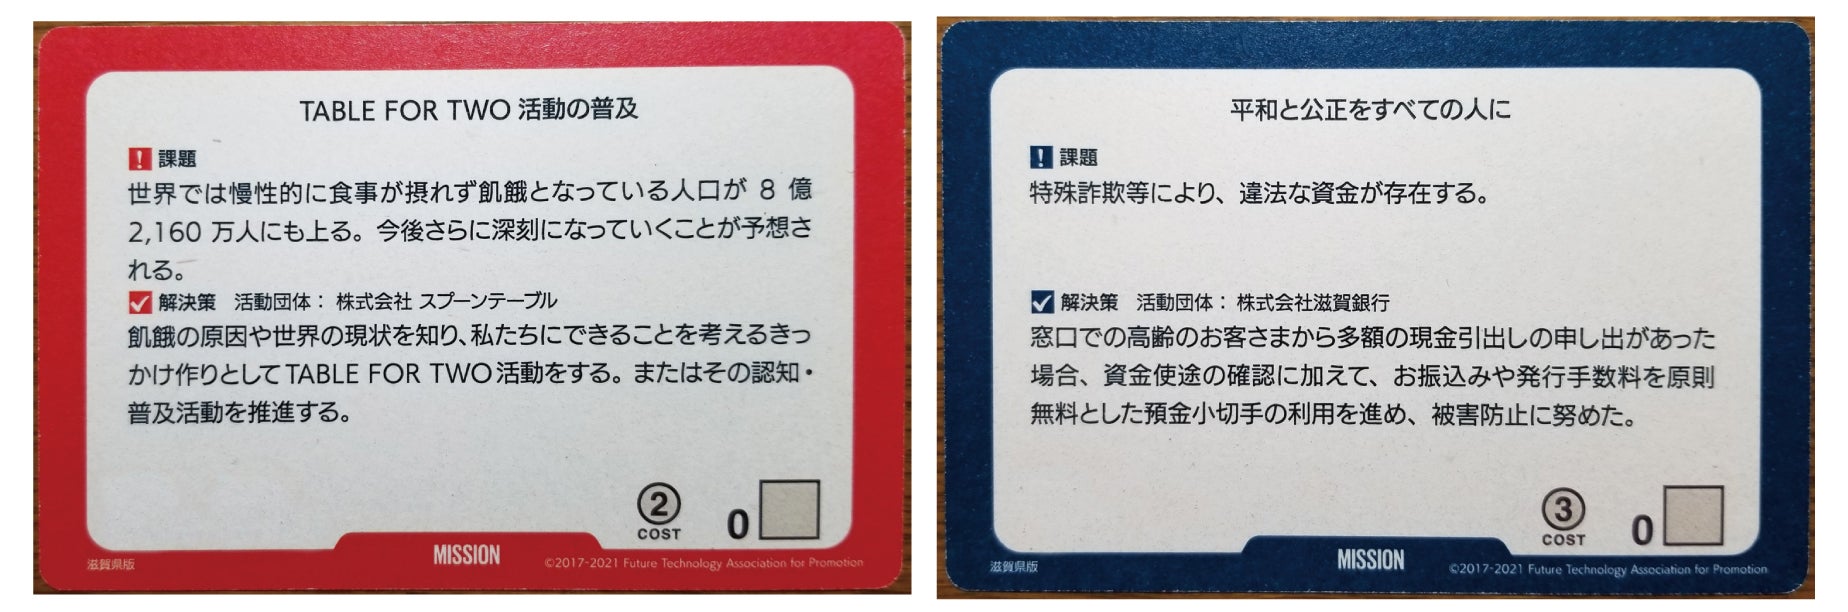 TABLE FOR TWO 活動の普及
! 課題
世界では慢性的に食事が摂れず飢餓となっている人口が 8 億
2,160 万人にも上る。今後さらに深刻になっていくことが予想さ
れる。
解決策 活動団体： 株式会社 スプーンテーブル
飢餓の原因や世界の現状を知り、私たちにできることを考えるきっ
かけ作りとしてTABLE FOR TWO活動をする。またはその認知・
普及活動を推進する。
2
COST
0
滋賀県版
MISSION
©2017-2021 Future Technology Association for Promotion
平和と公正をすべての人に
! 課題
特殊詐欺等により、違法な資金が存在する。
解決策 活動団体： 株式会社滋賀銀行
窓口での高齢のお客さまから多額の現金引出しの申し出があった
場合、資金使途の確認に加えて、お振込みや発行手数料を原則
無料とした預金小切手の利用を進め、被害防止に努めた。
3
COST
0
滋賀県版
MISSION
©2017-2021 Future Technology Association for Promotion